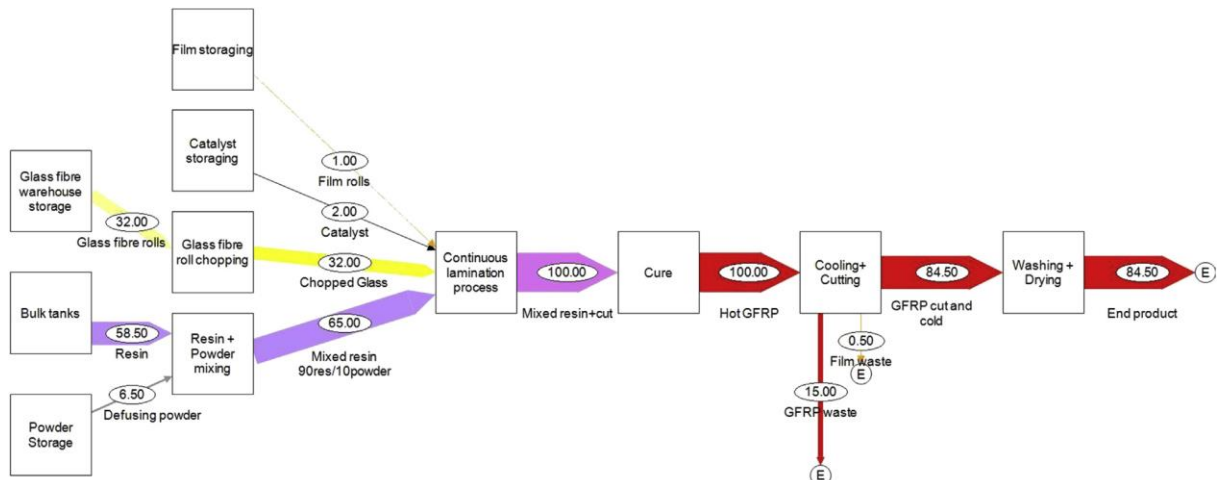 Film storaging
Catalyst
storaging
1.00
Film rolls
2.00
Catalyst
Glass fibre
warehouse
storage
32.00
Glass fibre rolls
Glass fibre
roll chopping
32.00
Chopped Glass
Bulk tanks
58.50
Resin
Resin +
Powder
mixing
65.00
Mixed resin
90res/10powder
6.50
Defusing powder
Powder
Storage
Continuous
lamination
process
100.00
Mixed resin+cut
Cure
100.00
Hot GFRP
Cooling+
Cutting
84.50
GFRP cut and
cold
0.50
Film waste
E
15.00
GFRP waste
E
Washing +
Drying
84.50
End product
E